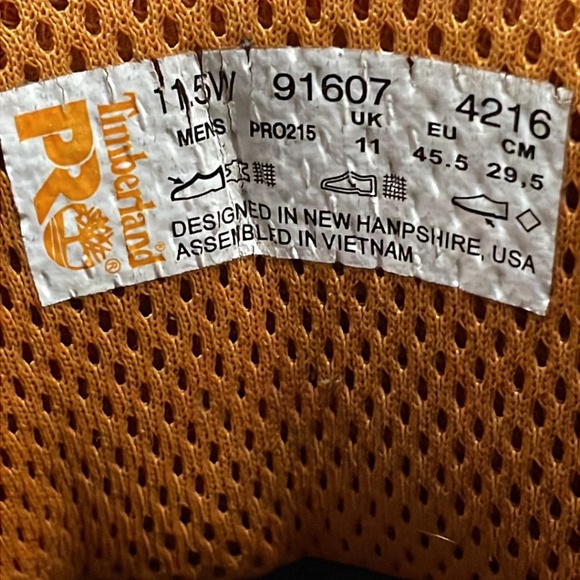 Timberland®
PRO®
11.5W 91607 4216
MENS PRO215 UK EU CM
11 45.5 29,5
DESIGNED IN NEW HANPSHIRE, USA
ASSEMBLED IN VIETNAM